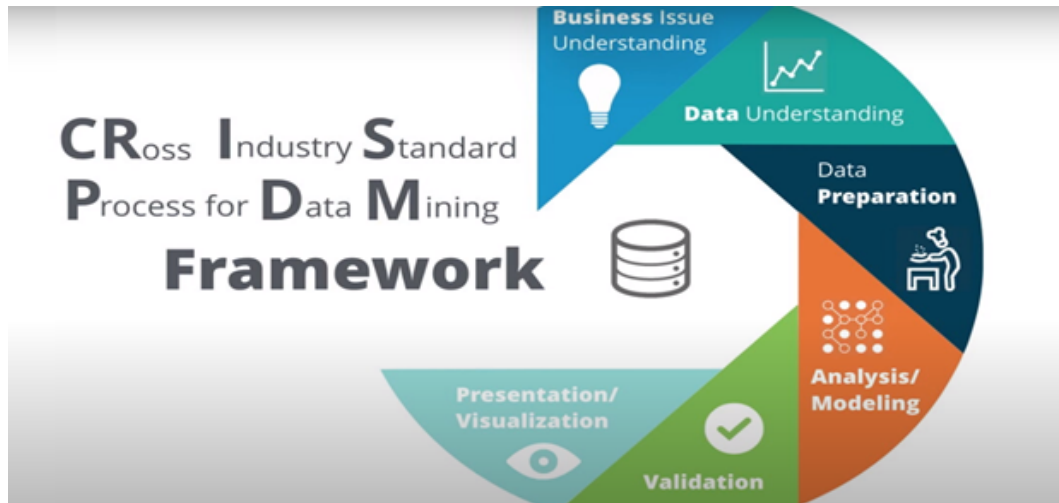 CRoss Industry Standard
Process for Data Mining
Framework
Business Issue
Understanding
Data Understanding
Data
Preparation
Analysis/
Modeling
Validation
Presentation/
Visualization